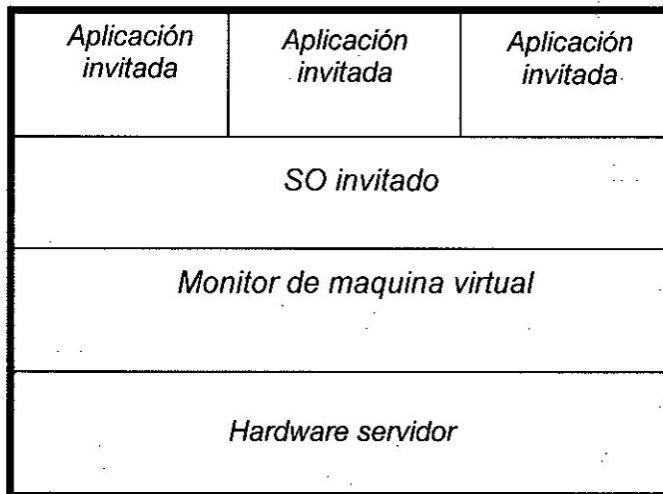 Aplicación
invitada
Aplicación
invitada
Aplicación
invitada
SO invitado
Monitor de maquina virtual
Hardware servidor